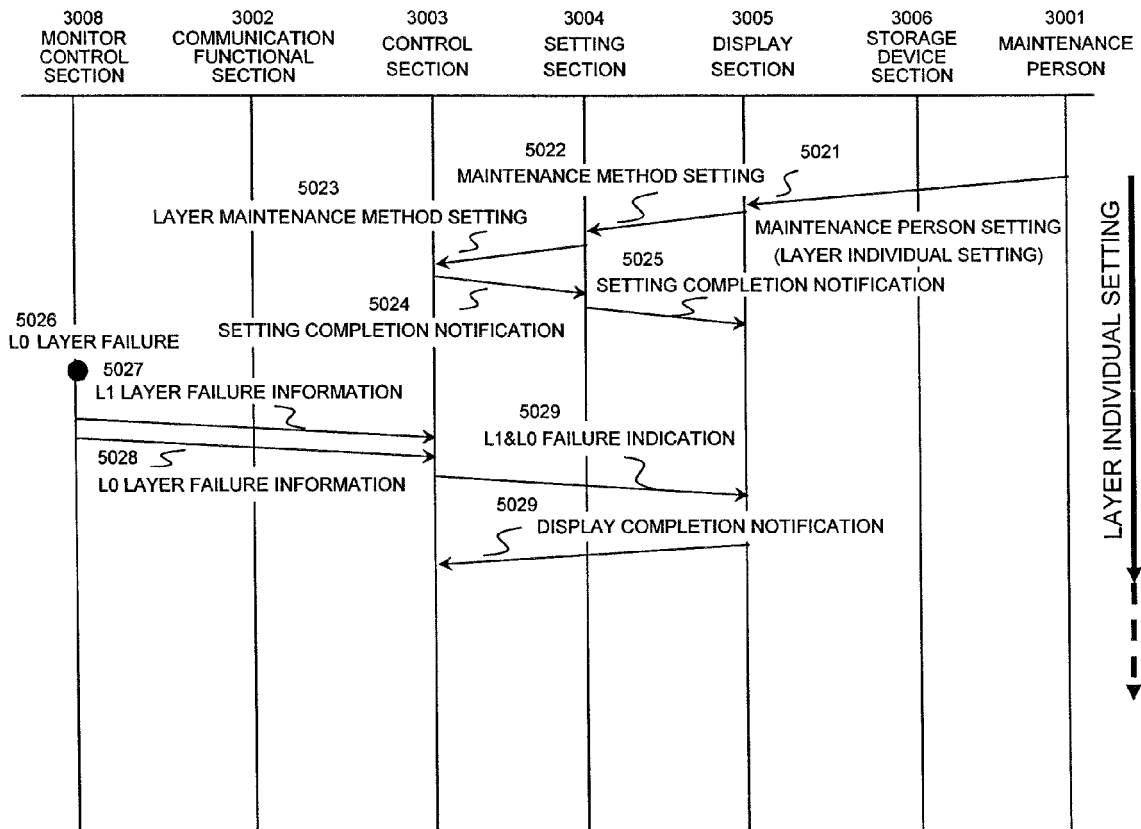 3008
MONITOR
CONTROL
SECTION
3002
COMMUNICATION
FUNCTIONAL
SECTION
3003
CONTROL
SECTION
3004
SETTING
SECTION
3005
DISPLAY
SECTION
3006
STORAGE
DEVICE
SECTION
3001
MAINTENANCE
PERSON
5022
MAINTENANCE METHOD SETTING
5021
5023
LAYER MAINTENANCE METHOD SETTING
MAINTENANCE PERSON SETTING
(LAYER INDIVIDUAL SETTING)
5025
SETTING COMPLETION NOTIFICATION
5024
SETTING COMPLETION NOTIFICATION
5026
L0 LAYER FAILURE
5027
L1 LAYER FAILURE INFORMATION
5029
L1&L0 FAILURE INDICATION
5028
L0 LAYER FAILURE INFORMATION
5029
DISPLAY COMPLETION NOTIFICATION
LAYER INDIVIDUAL SETTING